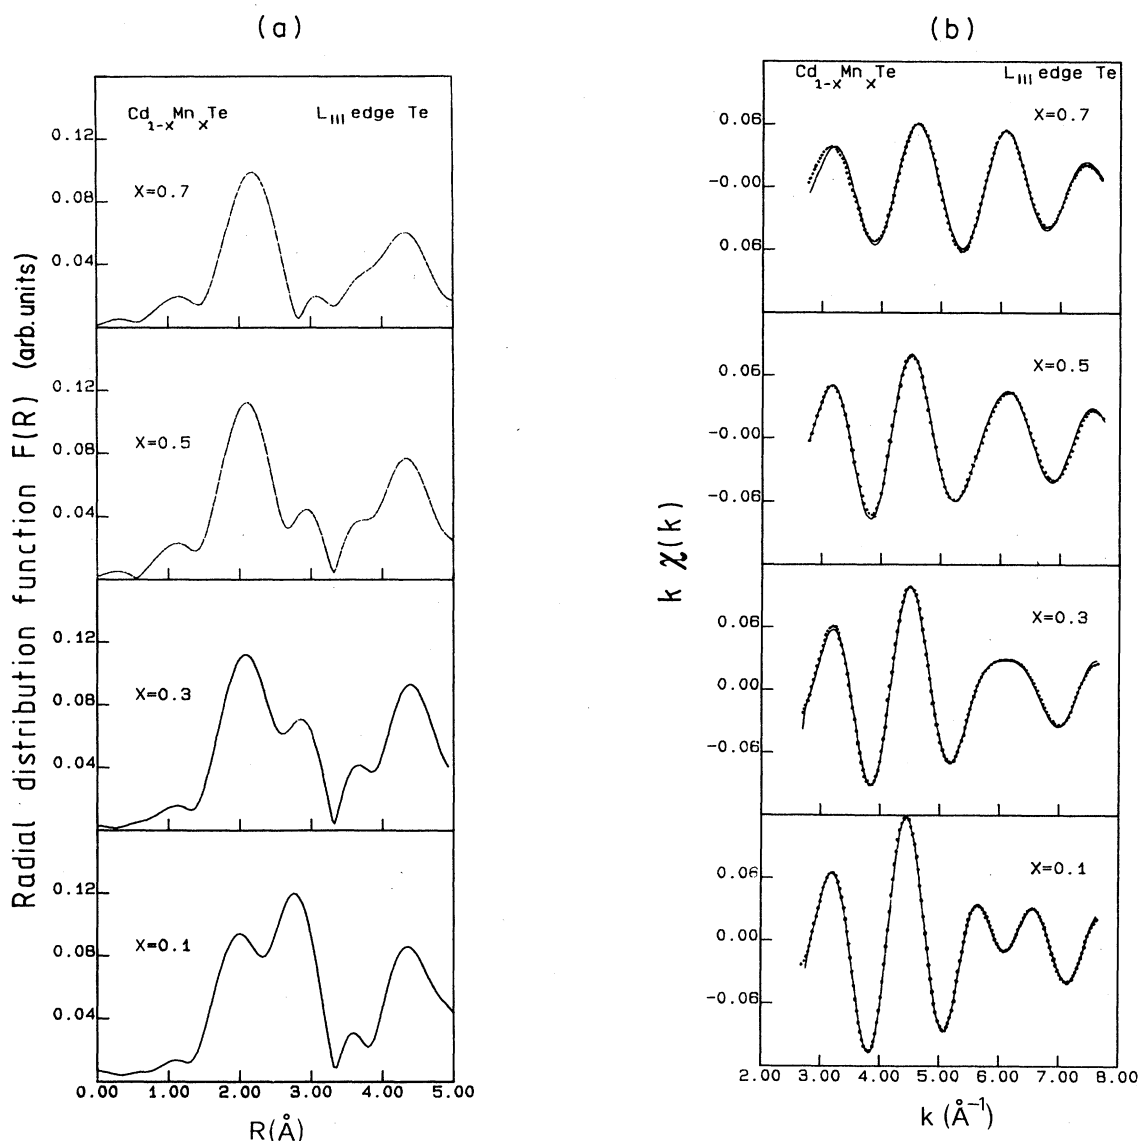 (a)
Cd1-xMnxTe LIII edge Te
X=0.7
0.12
0.08
0.04
X=0.5
0.12
0.08
0.04
X=0.3
0.12
0.08
0.04
X=0.1
0.12
0.08
0.04
0.00 1.00 2.00 3.00 4.00 5.00
R(Å)
Radial distribution function F(R) (arb.units)
(b)
Cd1-xMnxTe LIII edge Te
X=0.7
0.06
-0.00
0.06
X=0.5
0.06
-0.00
-0.06
X=0.3
0.06
0.00
-0.06
X=0.1
0.06
0.00
-0.06
2.00 3.00 4.00 5.00 6.00 7.00 8.00
k (Å⁻¹)
k χ(k)